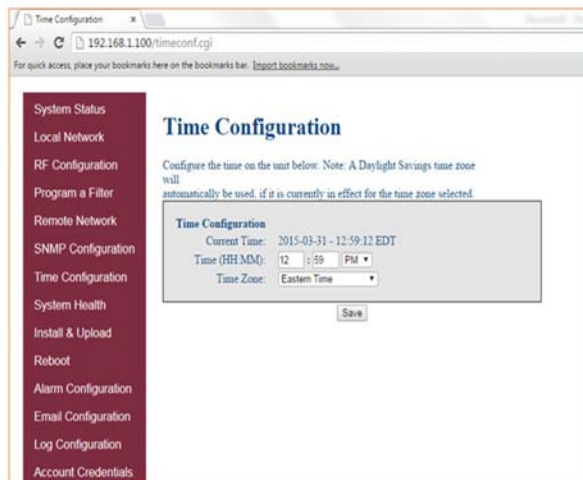 Time Configuration x
192.168.1.100/timeconf.cgi
For quick access, place your bookmarks here on the bookmarks bar. Import bookmarks now...
System Status
Local Network
RF Configuration
Program a Filter
Remote Network
SNMP Configuration
Time Configuration
System Health
Install & Upload
Reboot
Alarm Configuration
Email Configuration
Log Configuration
Account Credentials
Time Configuration
Configure the time on the unit below. Note: A Daylight Savings time zone
will
automatically be used, if it is currently in effect for the time zone selected.
Time Configuration
Current Time: 2015-03-31 - 12:59:12 EDT
Time (HH:MM): 12 : 59 PM
Time Zone: Eastern Time
Save